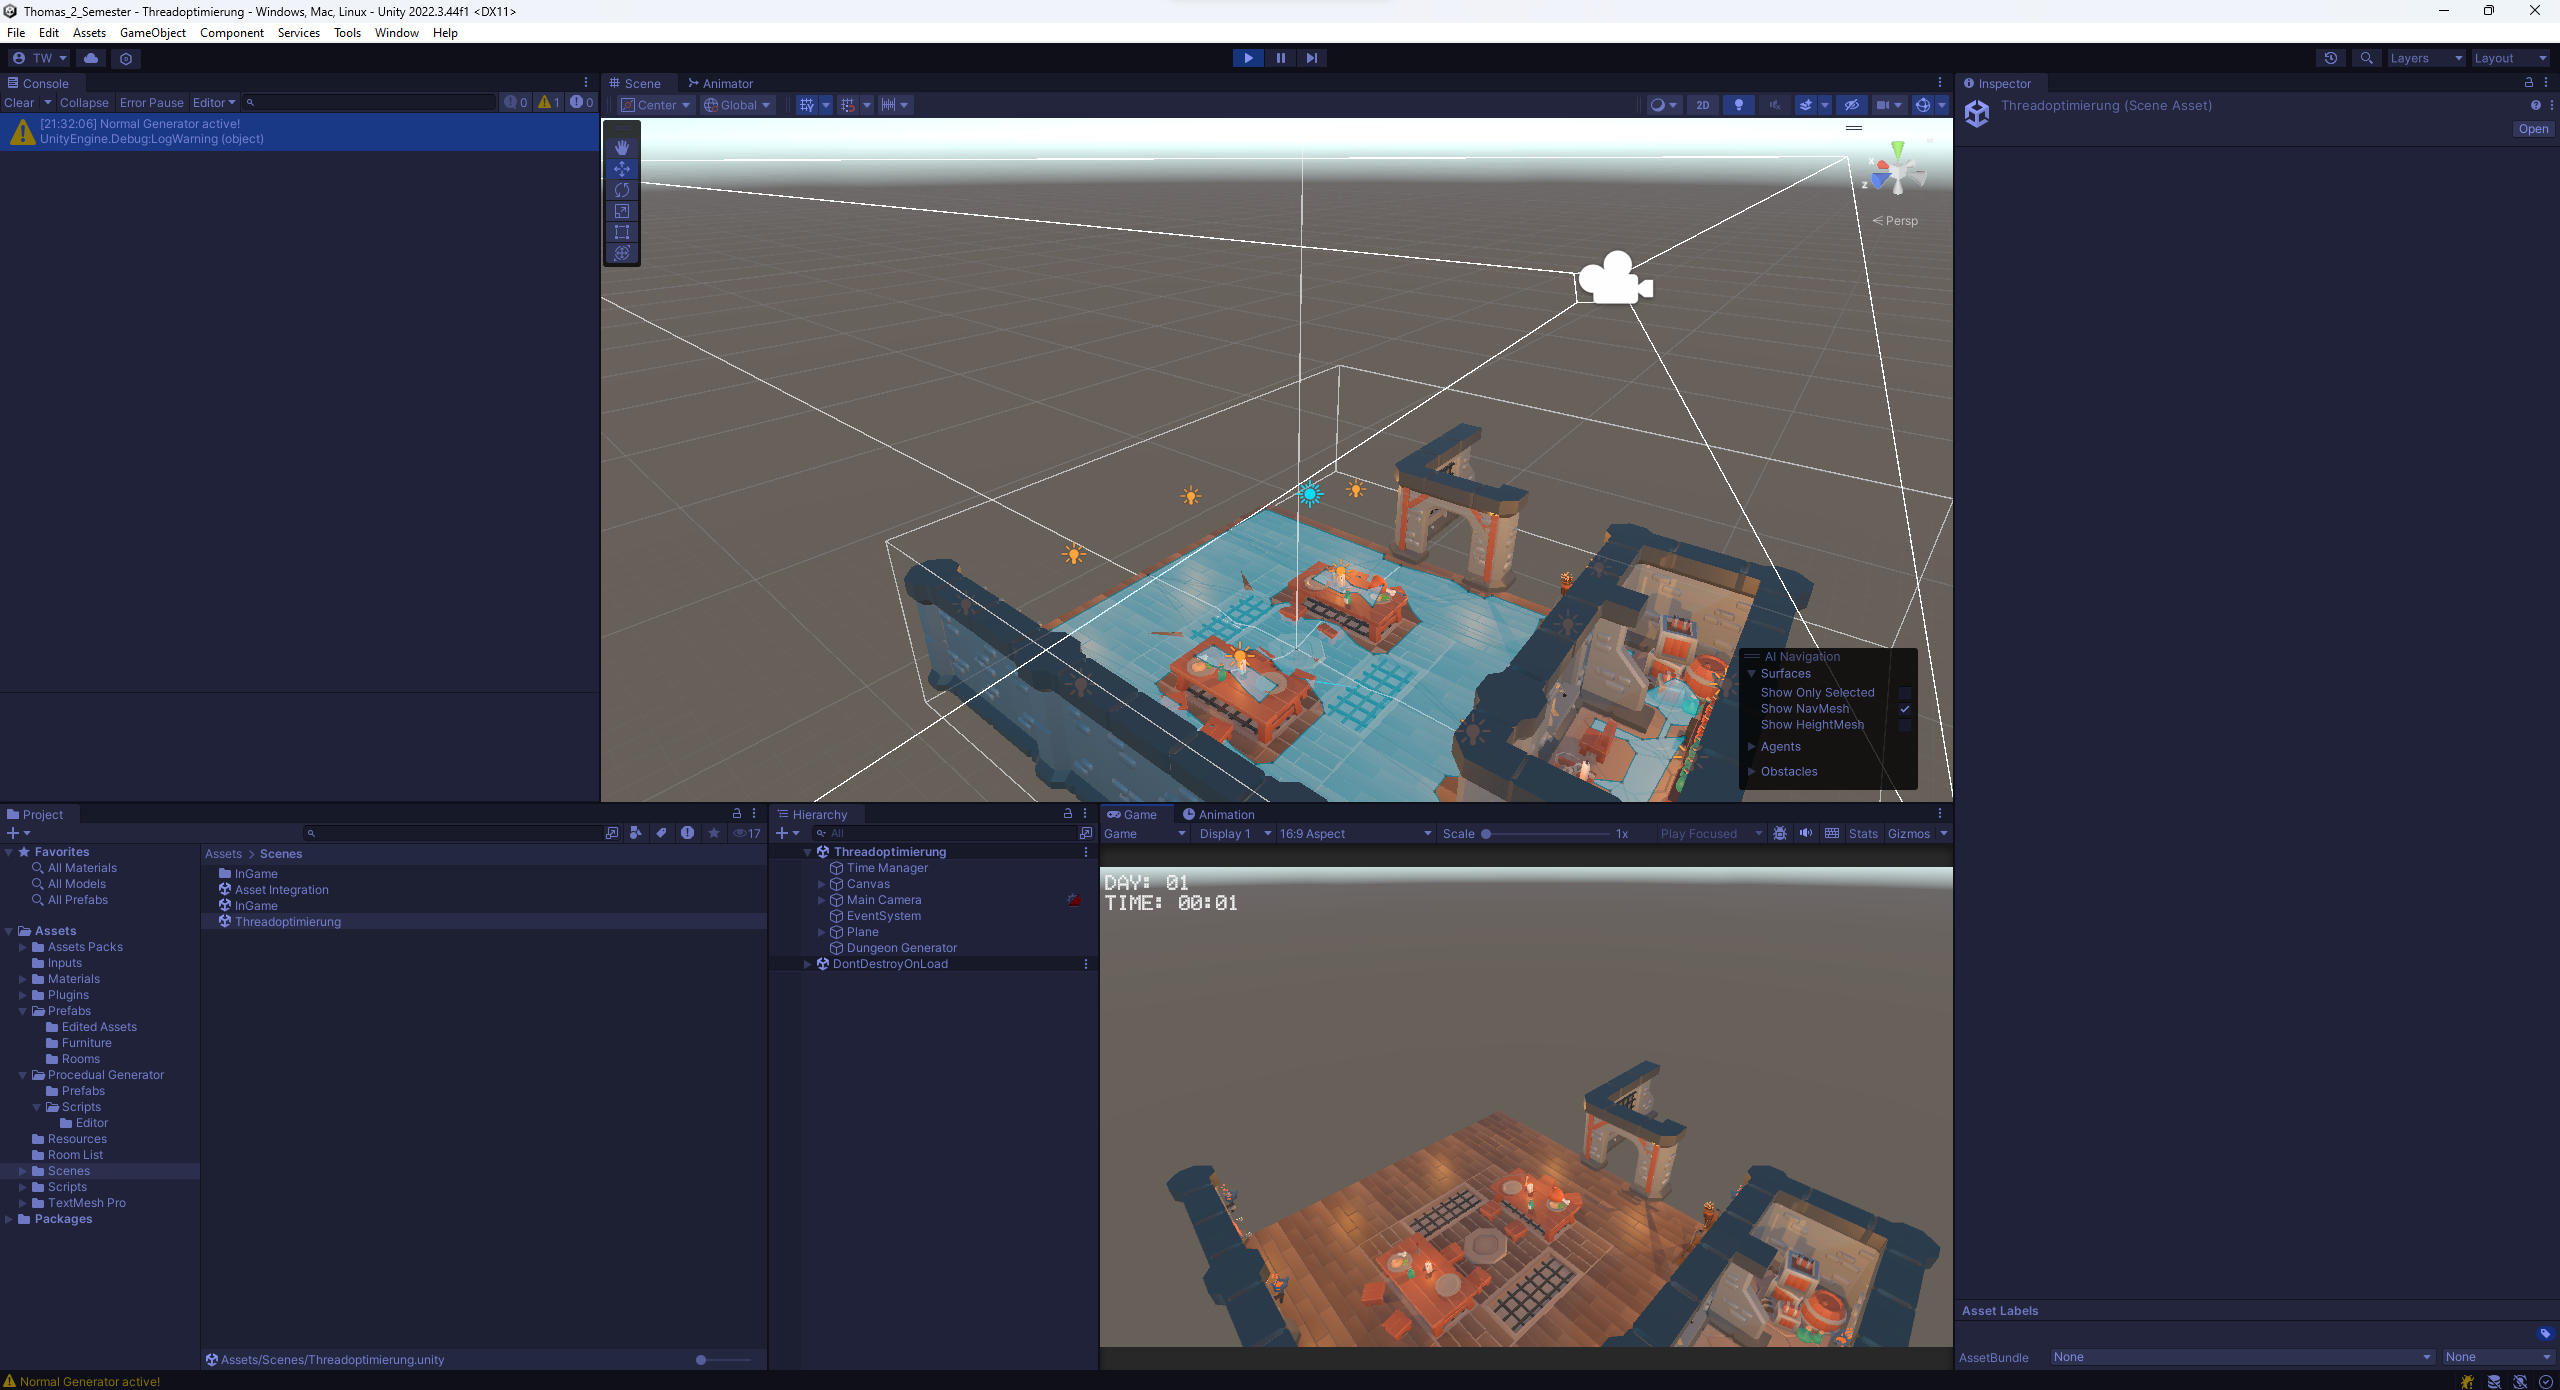 Thomas_2_Semester - Threadoptimierung - Windows, Mac, Linux - Unity 2022.3.44f1 <DX11>
File Edit Assets GameObject Component Services Tools Window Help
TW
Layers Layout
Console
Clear Collapse Error Pause Editor 0 1 0
[21:32:06] Normal Generator active!
UnityEngine.Debug:LogWarning (object)
Scene Animator
Center Global 2D
x
z
Persp
AI Navigation
Surfaces
Show Only Selected
Show NavMesh
Show HeightMesh
Agents
Obstacles
Inspector
Threadoptimierung (Scene Asset)
Open
Project
17
Favorites
All Materials
All Models
All Prefabs
Assets
Assets Packs
Inputs
Materials
Plugins
Prefabs
Edited Assets
Furniture
Rooms
Procedual Generator
Prefabs
Scripts
Editor
Resources
Room List
Scenes
Scripts
TextMesh Pro
Packages
Assets > Scenes
InGame
Asset Integration
InGame
Threadoptimierung
Assets/Scenes/Threadoptimierung.unity
Hierarchy
All
Threadoptimierung
Time Manager
Canvas
Main Camera
EventSystem
Plane
Dungeon Generator
DontDestroyOnLoad
Game Animation
Game Display 1 16:9 Aspect Scale 1x Play Focused Stats Gizmos
DAY: 01
TIME: 00:01
Asset Labels
AssetBundle None None
Normal Generator active!